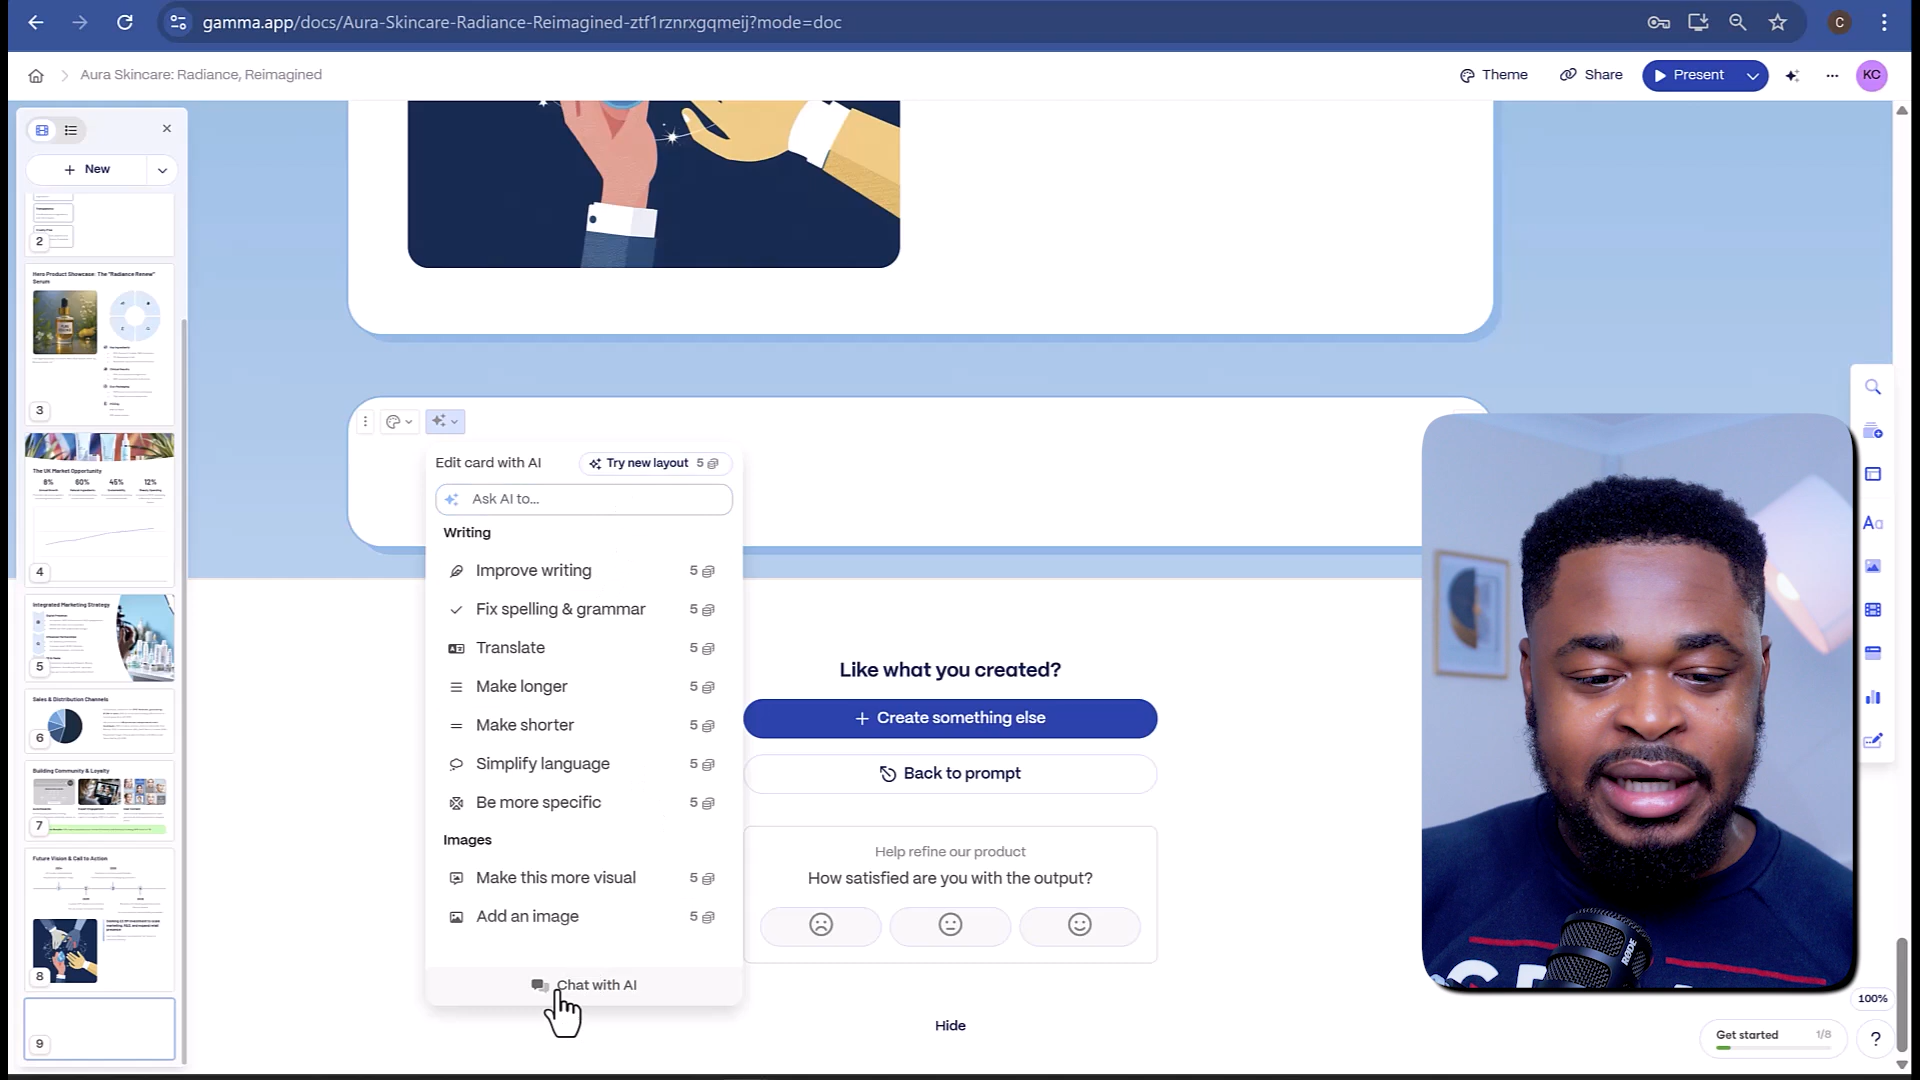 gamma.app/docs/Aura-Skincare-Radiance-Reimagined-ztf1rznrxgqmeij?mode=doc
C
Aura Skincare: Radiance, Reimagined
Theme
Share
Present
KC
+ New
2
Hero Product Showcase: The "Radiance Renew" Serum
3
The UK Market Opportunity
8% 60% 45% 12%
4
Integrated Marketing Strategy
5
Sales & Distribution Channels
6
Building Community & Loyalty
7
Future Vision & Call to Action
8
9
Edit card with AI
Try new layout 5
Ask AI to...
Writing
Improve writing 5
Fix spelling & grammar 5
Translate 5
Make longer 5
Make shorter 5
Simplify language 5
Be more specific 5
Images
Make this more visual 5
Add an image 5
Chat with AI
Like what you created?
+ Create something else
Back to prompt
Help refine our product
How satisfied are you with the output?
Hide
Aa
RODE
100%
Get started 1/8
?